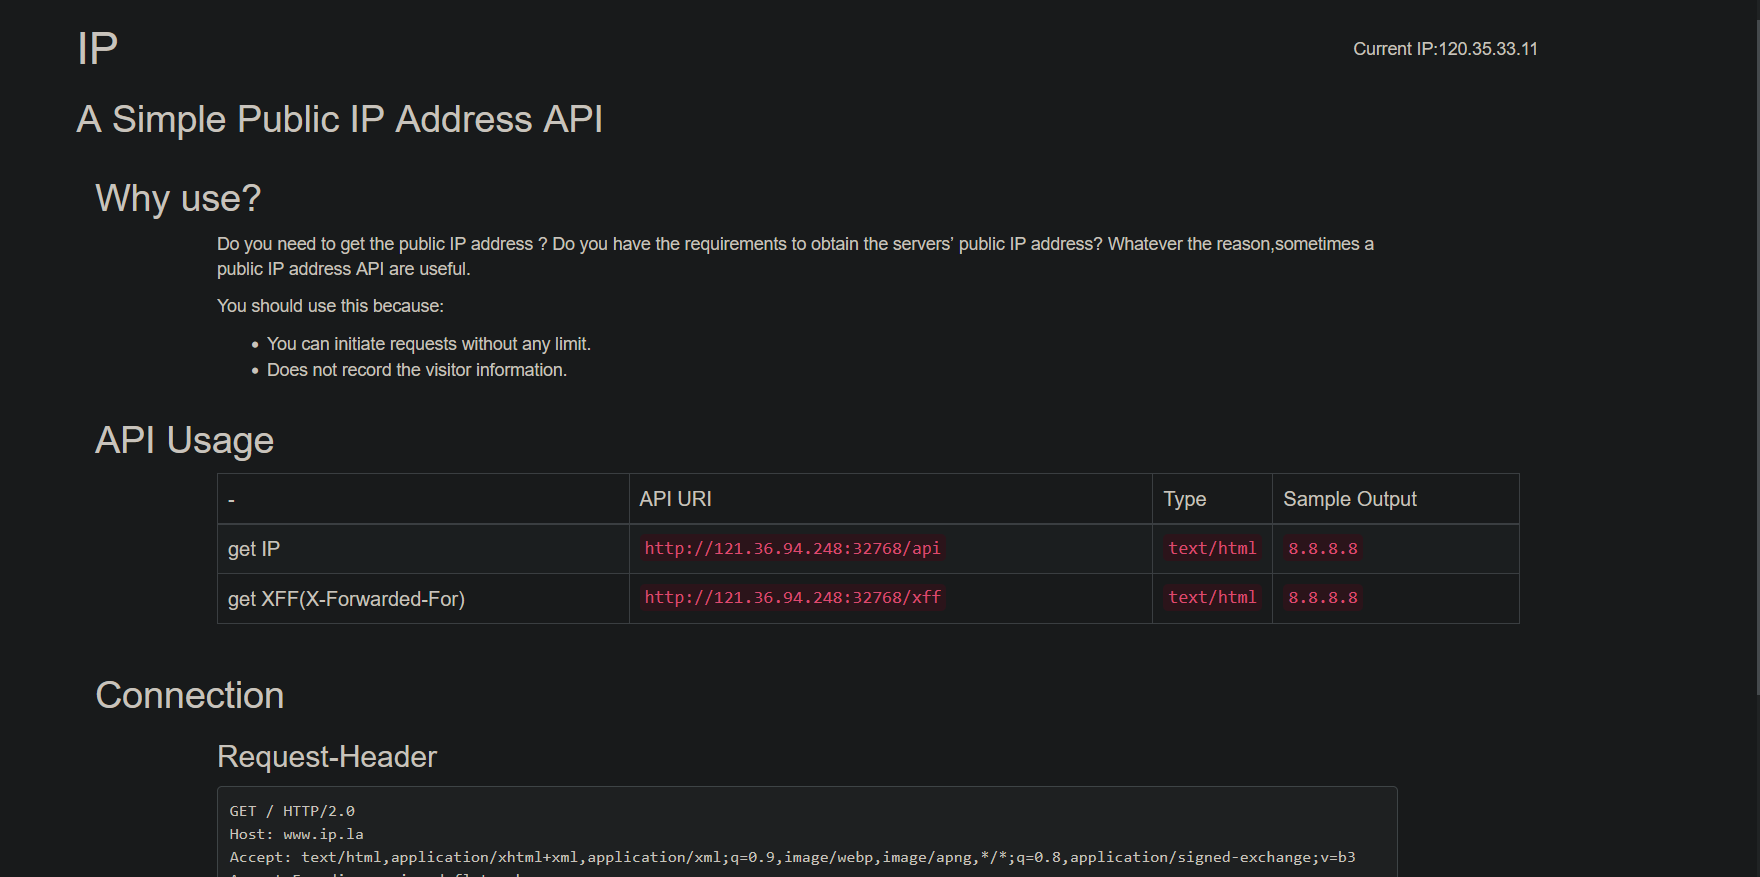 IP
Current IP:120.35.33.11
A Simple Public IP Address API
Why use?
Do you need to get the public IP address ? Do you have the requirements to obtain the servers’ public IP address? Whatever the reason,sometimes a
public IP address API are useful.
You should use this because:
• You can initiate requests without any limit.
• Does not record the visitor information.
API Usage
- API URI Type Sample Output
get IP http://121.36.94.248:32768/api text/html 8.8.8.8
get XFF(X-Forwarded-For) http://121.36.94.248:32768/xff text/html 8.8.8.8
Connection
Request-Header
GET / HTTP/2.0
Host: www.ip.la
Accept: text/html,application/xhtml+xml,application/xml;q=0.9,image/webp,image/apng,*/*;q=0.8,application/signed-exchange;v=b3